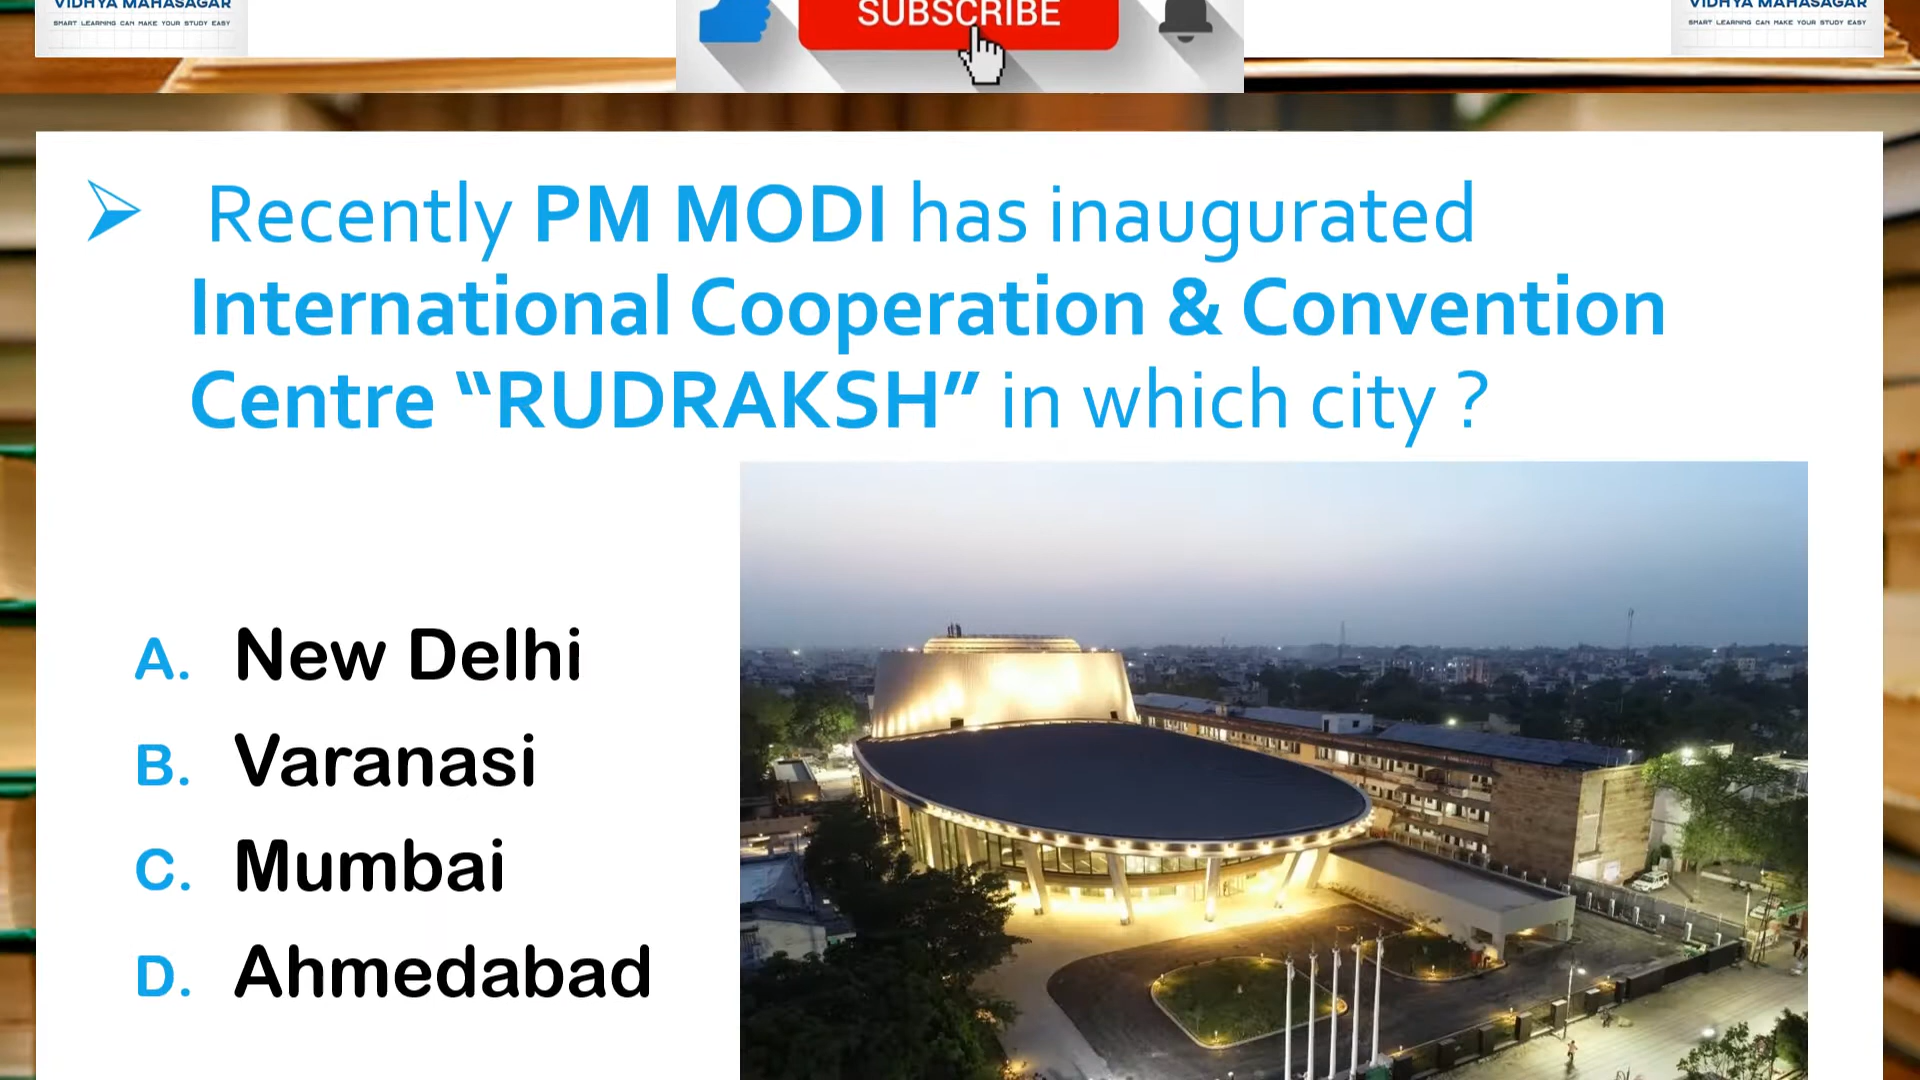 VIDHYA MAHASAGAR
SMART LEARNING CAN MAKE YOUR STUDY EASY
SUBSCRIBE
VIDHYA MAHASAGAR
SMART LEARNING CAN MAKE YOUR STUDY EASY
Recently PM MODI has inaugurated
International Cooperation & Convention
Centre “RUDRAKSH” in which city ?
A. New Delhi
B. Varanasi
C. Mumbai
D. Ahmedabad